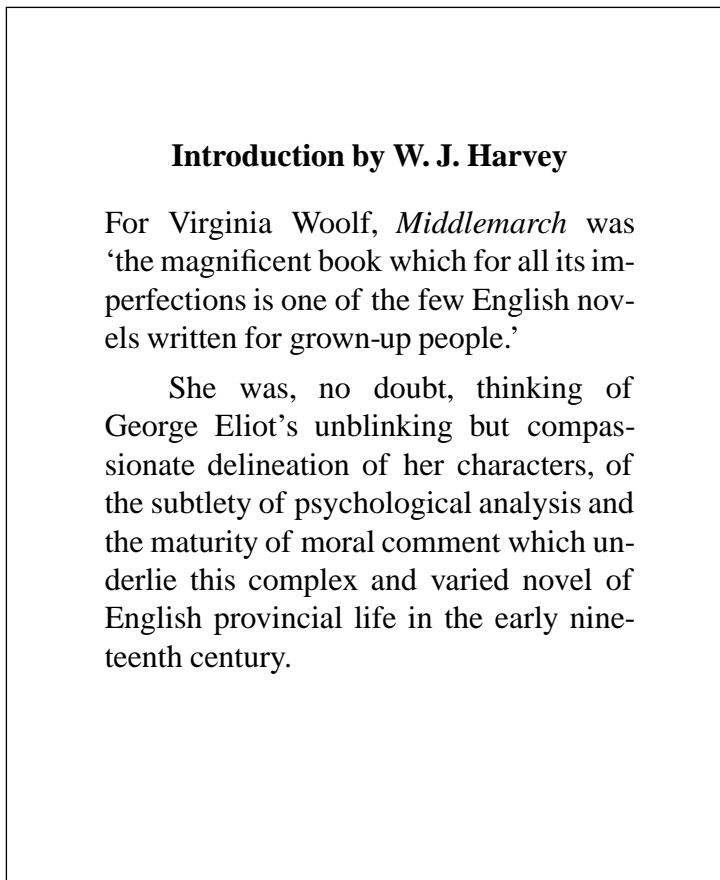 Introduction by W. J. Harvey
For Virginia Woolf, Middlemarch was
‘the magnificent book which for all its im-
perfections is one of the few English nov-
els written for grown-up people.’
She was, no doubt, thinking of
George Eliot’s unblinking but compas-
sionate delineation of her characters, of
the subtlety of psychological analysis and
the maturity of moral comment which un-
derlie this complex and varied novel of
English provincial life in the early nine-
teenth century.